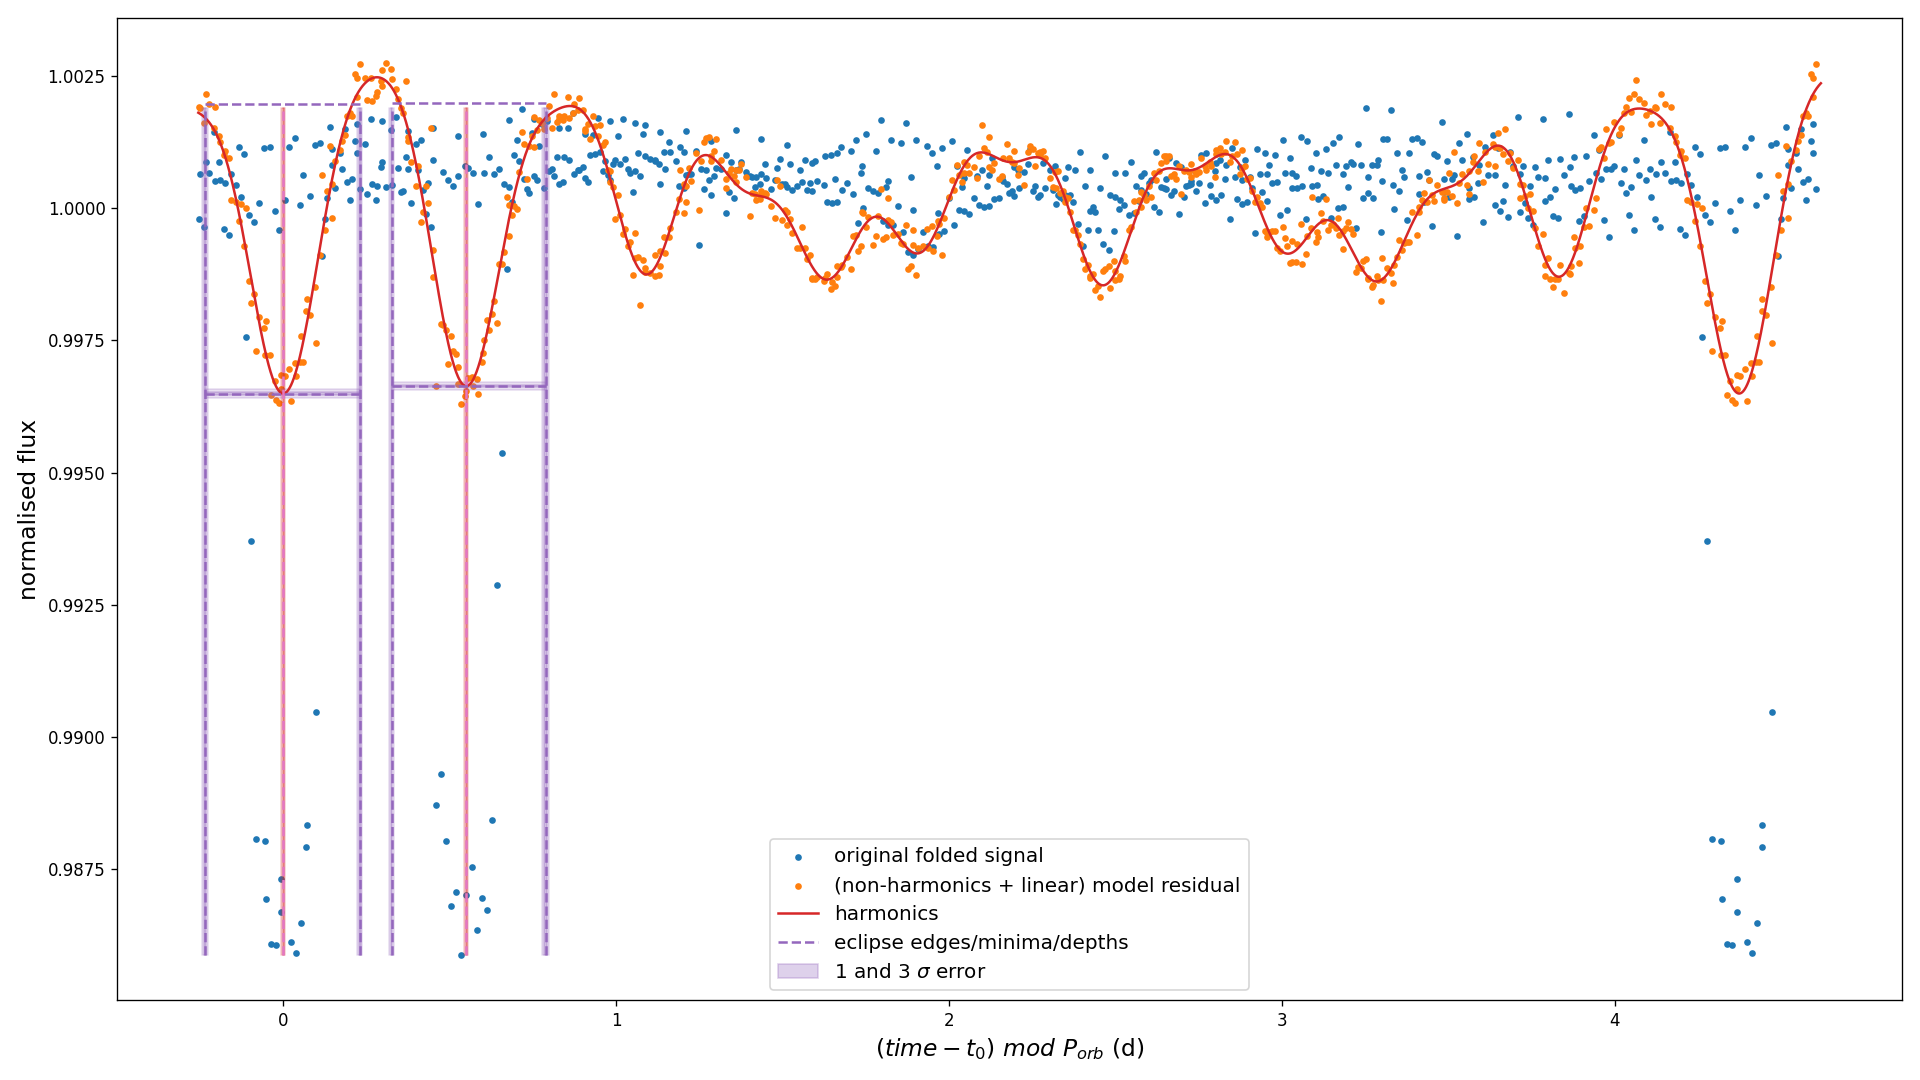 normalised flux
1.0025
1.0000
0.9975
0.9950
0.9925
0.9900
0.9875
original folded signal
(non-harmonics + linear) model residual
harmonics
eclipse edges/minima/depths
1 and 3 σ error
0 1 2 3 4
(time − t₀) mod Pₒᵣb (d)